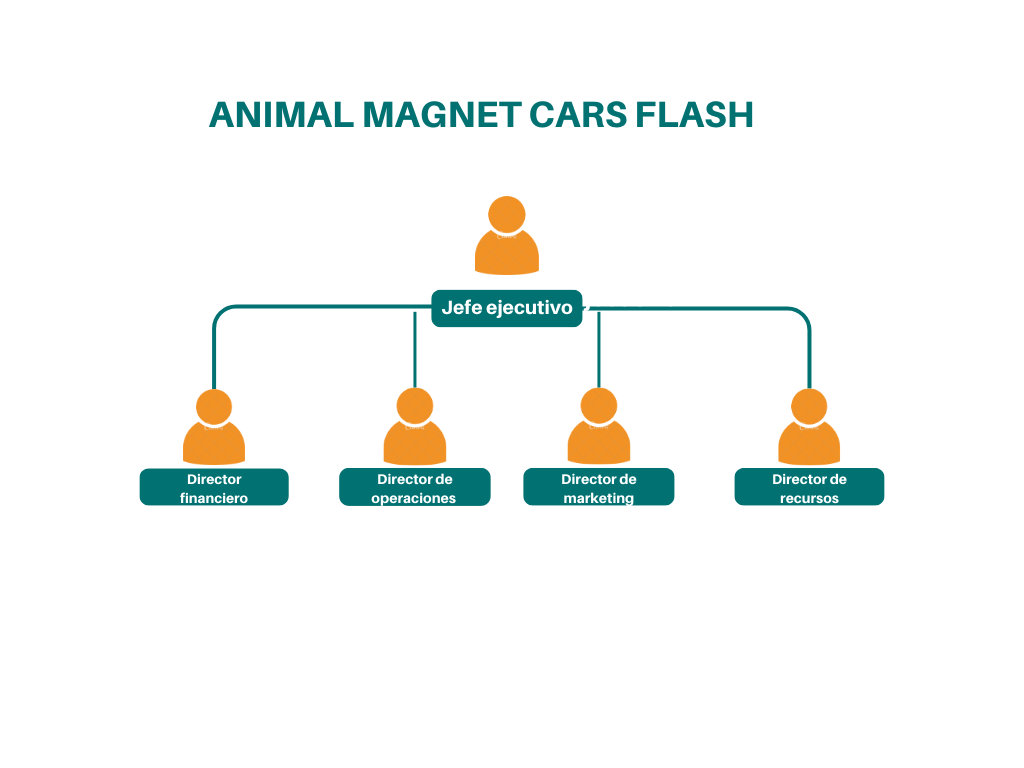 ANIMAL MAGNET CARS FLASH
Jefe ejecutivo
Director
financiero
Director de
operaciones
Director de
marketing
Director de
recursos